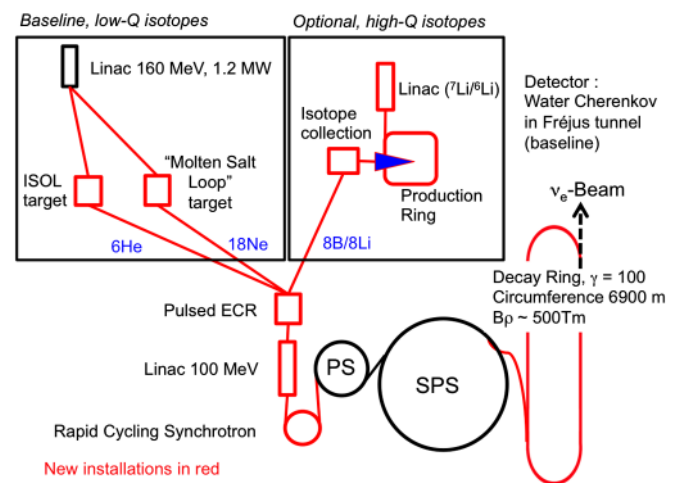 Baseline, low-Q isotopes
Optional, high-Q isotopes
Linac 160 MeV, 1.2 MW
ISOL
target
“Molten Salt
Loop”
target
6He
18Ne
Linac (⁷Li/⁶Li)
Isotope
collection
Production
Ring
8B/8Li
Detector :
Water Cherenkov
in Fréjus tunnel
(baseline)
νₑ-Beam
Decay Ring, γ = 100
Circumference 6900 m
Bρ ~ 500Tm
Pulsed ECR
Linac 100 MeV
PS
SPS
Rapid Cycling Synchrotron
New installations in red